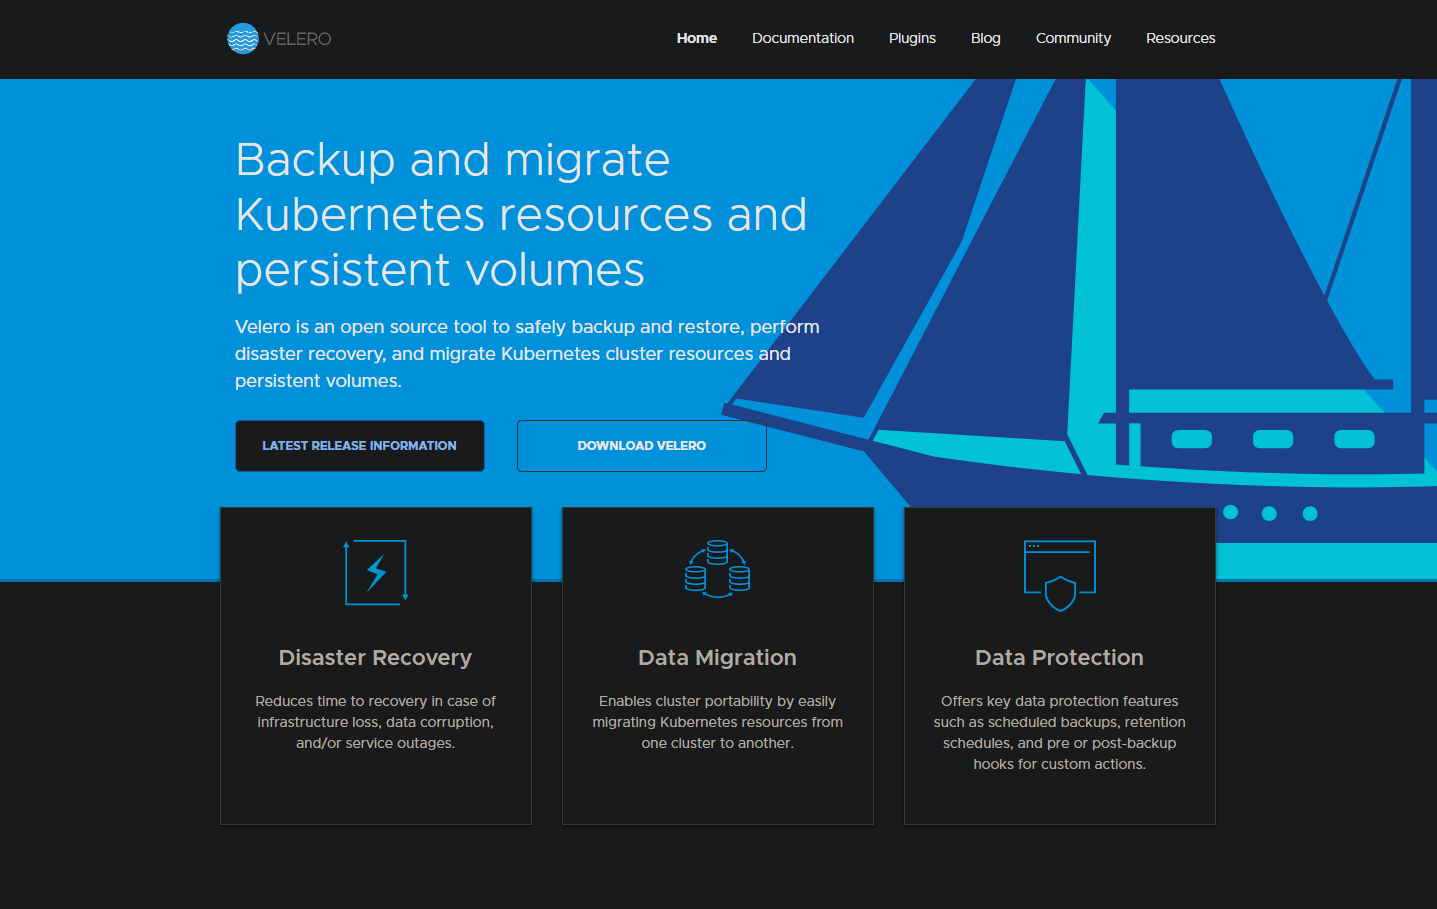 VELERO
Home
Documentation
Plugins
Blog
Community
Resources
Backup and migrate
Kubernetes resources and
persistent volumes
Velero is an open source tool to safely backup and restore, perform
disaster recovery, and migrate Kubernetes cluster resources and
persistent volumes.
LATEST RELEASE INFORMATION
DOWNLOAD VELERO
Disaster Recovery
Reduces time to recovery in case of
infrastructure loss, data corruption,
and/or service outages.
Data Migration
Enables cluster portability by easily
migrating Kubernetes resources from
one cluster to another.
Data Protection
Offers key data protection features
such as scheduled backups, retention
schedules, and pre or post-backup
hooks for custom actions.